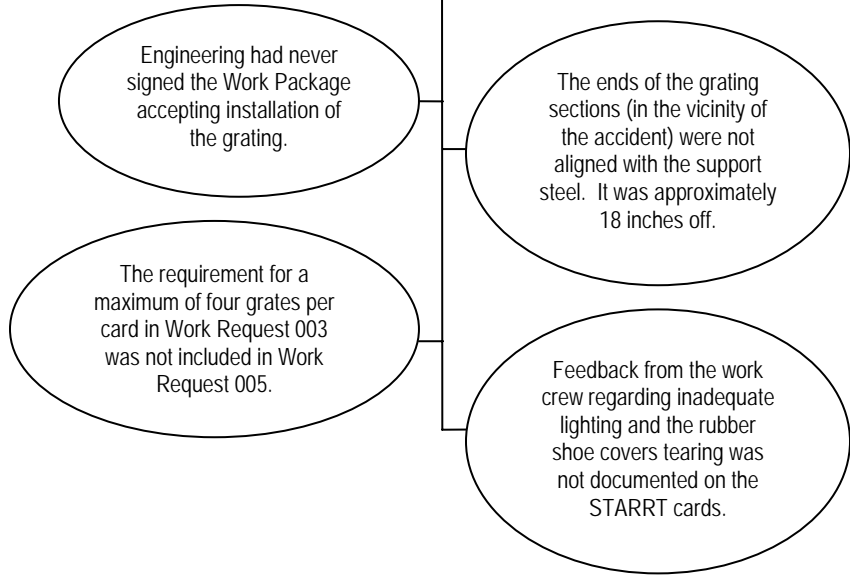 Engineering had never
signed the Work Package
accepting installation of
the grating.
The ends of the grating
sections (in the vicinity of
the accident) were not
aligned with the support
steel. It was approximately
18 inches off.
The requirement for a
maximum of four grates per
card in Work Request 003
was not included in Work
Request 005.
Feedback from the work
crew regarding inadequate
lighting and the rubber
shoe covers tearing was
not documented on the
STARRT cards.